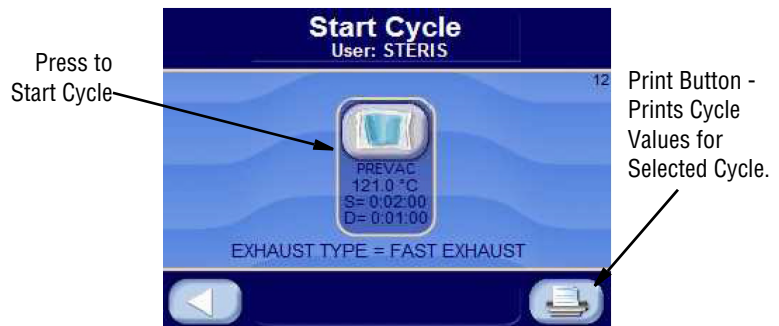 Start Cycle
User: STERIS
Press to
Start Cycle
12
PREVAC
121.0 °C
S= 0:02:00
D= 0:01:00
EXHAUST TYPE = FAST EXHAUST
Print Button -
Prints Cycle
Values for
Selected Cycle.